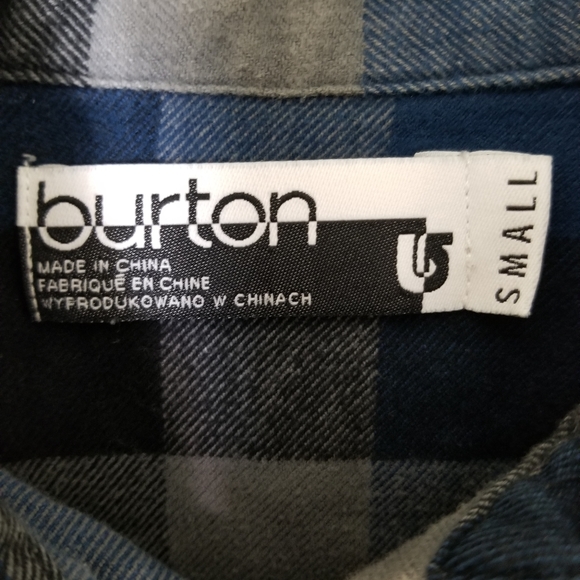 burton
MADE IN CHINA
FABRIQUÉ EN CHINE
WYPRODUKOWANO W CHINACH
SMALL